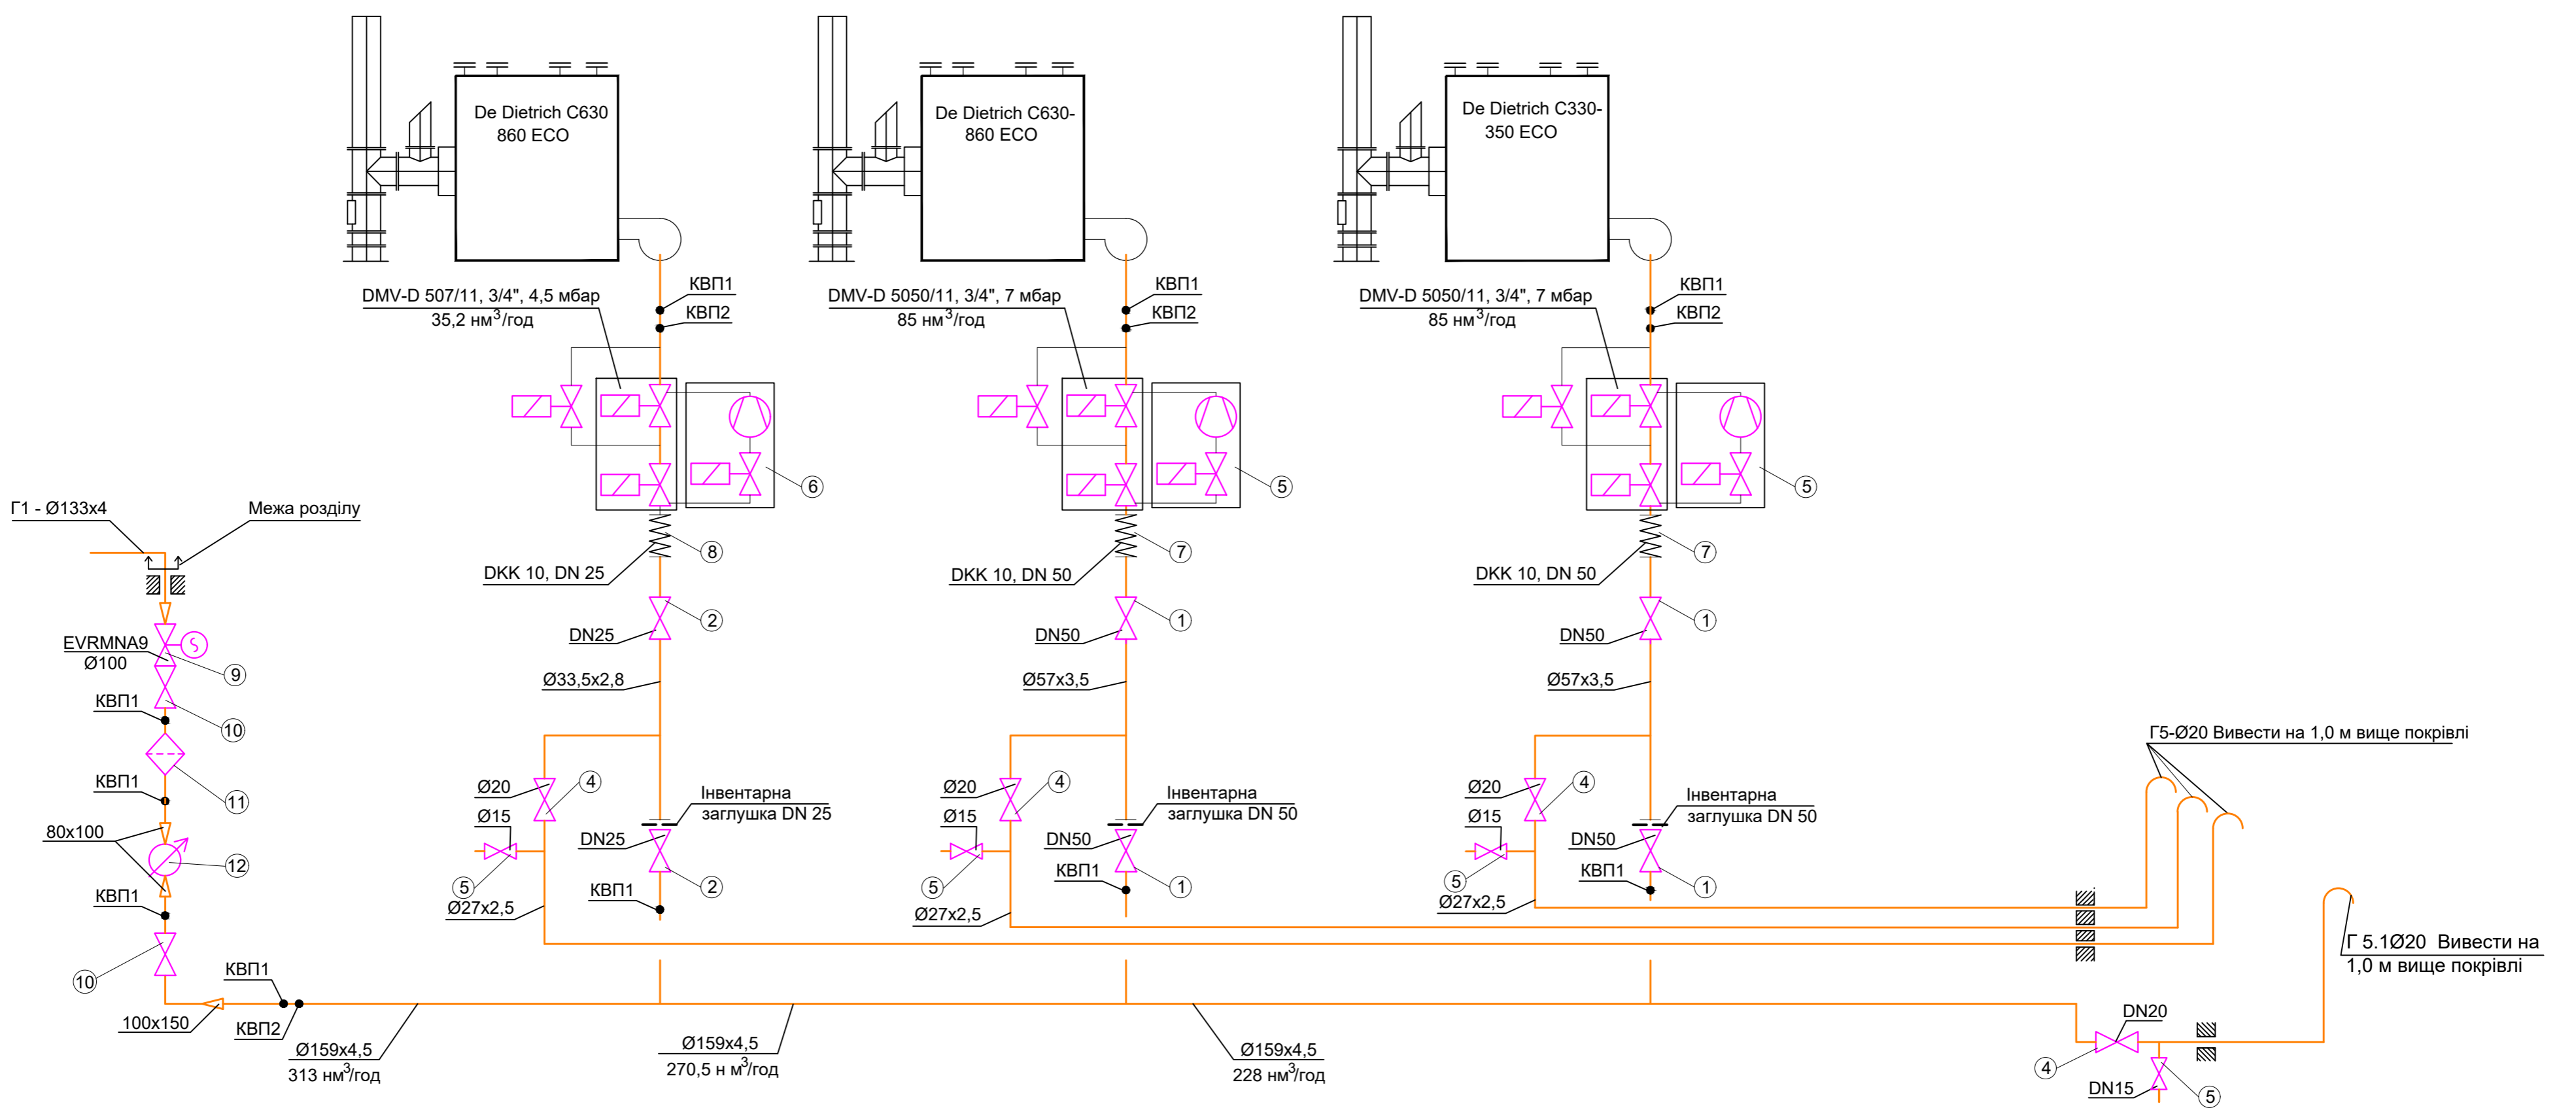 De Dietrich C630
860 ECO
De Dietrich C630-
860 ECO
De Dietrich C330-
350 ECO
DMV-D 507/11, 3/4", 4,5 мбар
35,2 нм³/год
КВП1
КВП2
DMV-D 5050/11, 3/4", 7 мбар
85 нм³/год
КВП1
КВП2
DMV-D 5050/11, 3/4", 7 мбар
85 нм³/год
КВП1
КВП2
6
5
5
Г1 - Ø133х4
Межа розділу
8
7
7
DKK 10, DN 25
DKK 10, DN 50
DKK 10, DN 50
2
1
1
DN25
DN50
DN50
EVRMNA9
Ø100
9
Ø33,5х2,8
Ø57х3,5
Ø57х3,5
КВП1
10
Г5-Ø20 Вивести на 1,0 м вище покрівлі
КВП1
11
Ø20
4
Інвентарна
заглушка DN 25
Ø15
DN25
5
2
КВП1
Ø27х2,5
Ø20
4
Інвентарна
заглушка DN 50
Ø15
DN50
5
КВП1
1
Ø27х2,5
Ø20
4
Інвентарна
заглушка DN 50
Ø15
DN50
5
КВП1
1
Ø27х2,5
80х100
12
КВП1
10
КВП1
Г 5.1Ø20 Вивести на
1,0 м вище покрівлі
100х150
КВП2
Ø159х4,5
313 нм³/год
Ø159х4,5
270,5 н м³/год
Ø159х4,5
228 нм³/год
DN20
4
DN15
5